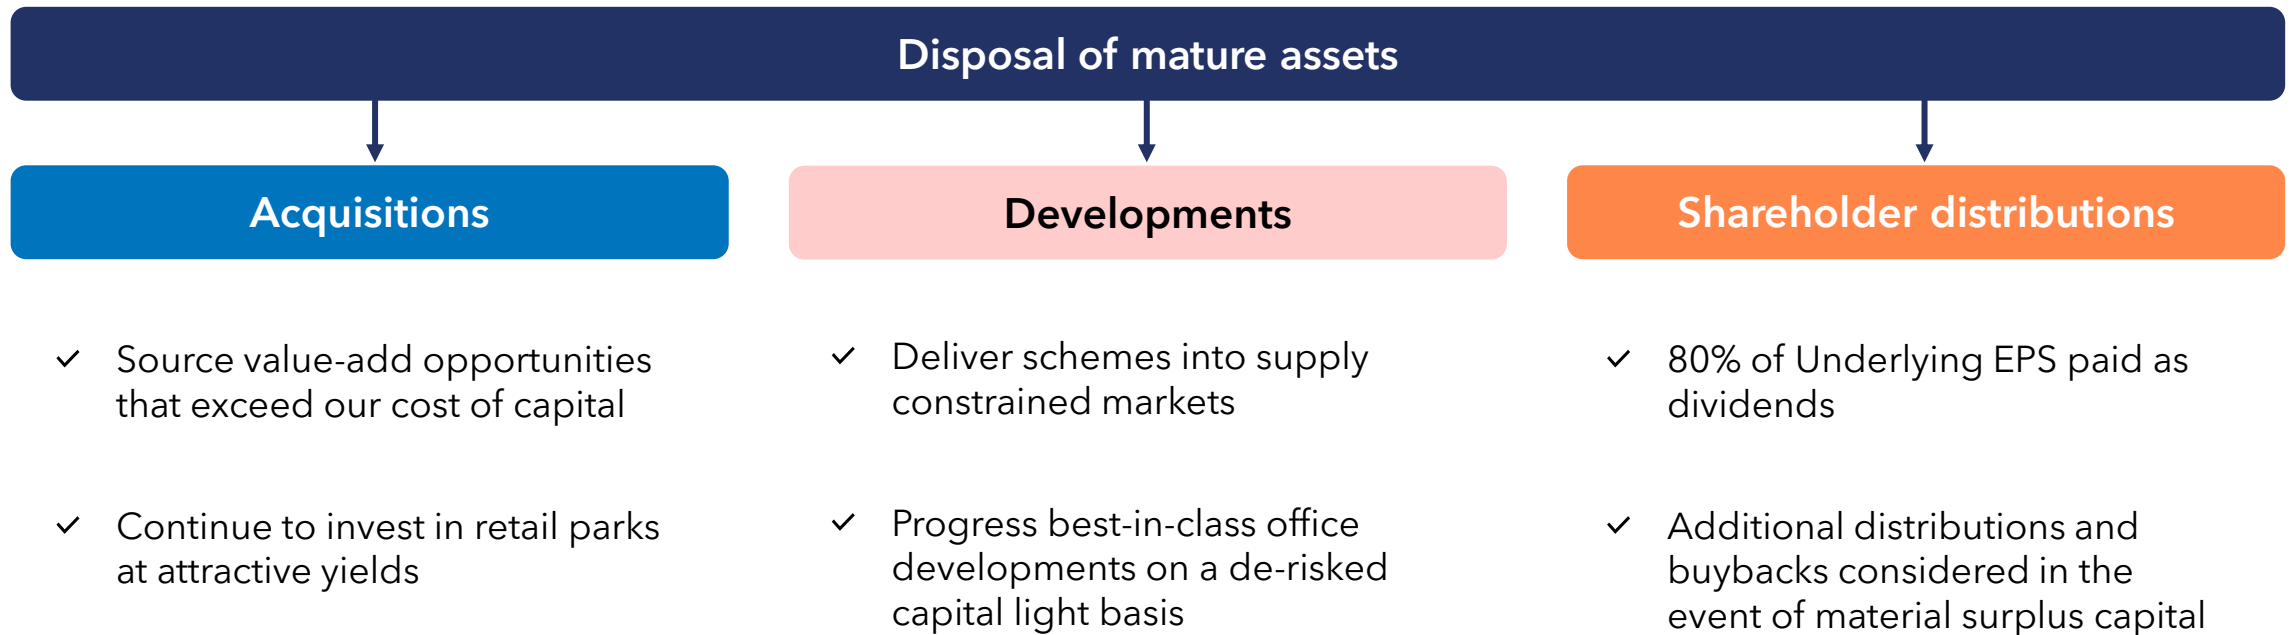 Disposal of mature assets
Acquisitions
Source value-add opportunities
that exceed our cost of capital
Continue to invest in retail parks
at attractive yields
Developments
Deliver schemes into supply
constrained markets
Progress best-in-class office
developments on a de-risked
capital light basis
Shareholder distributions
80% of Underlying EPS paid as
dividends
Additional distributions and
buybacks considered in the
event of material surplus capital